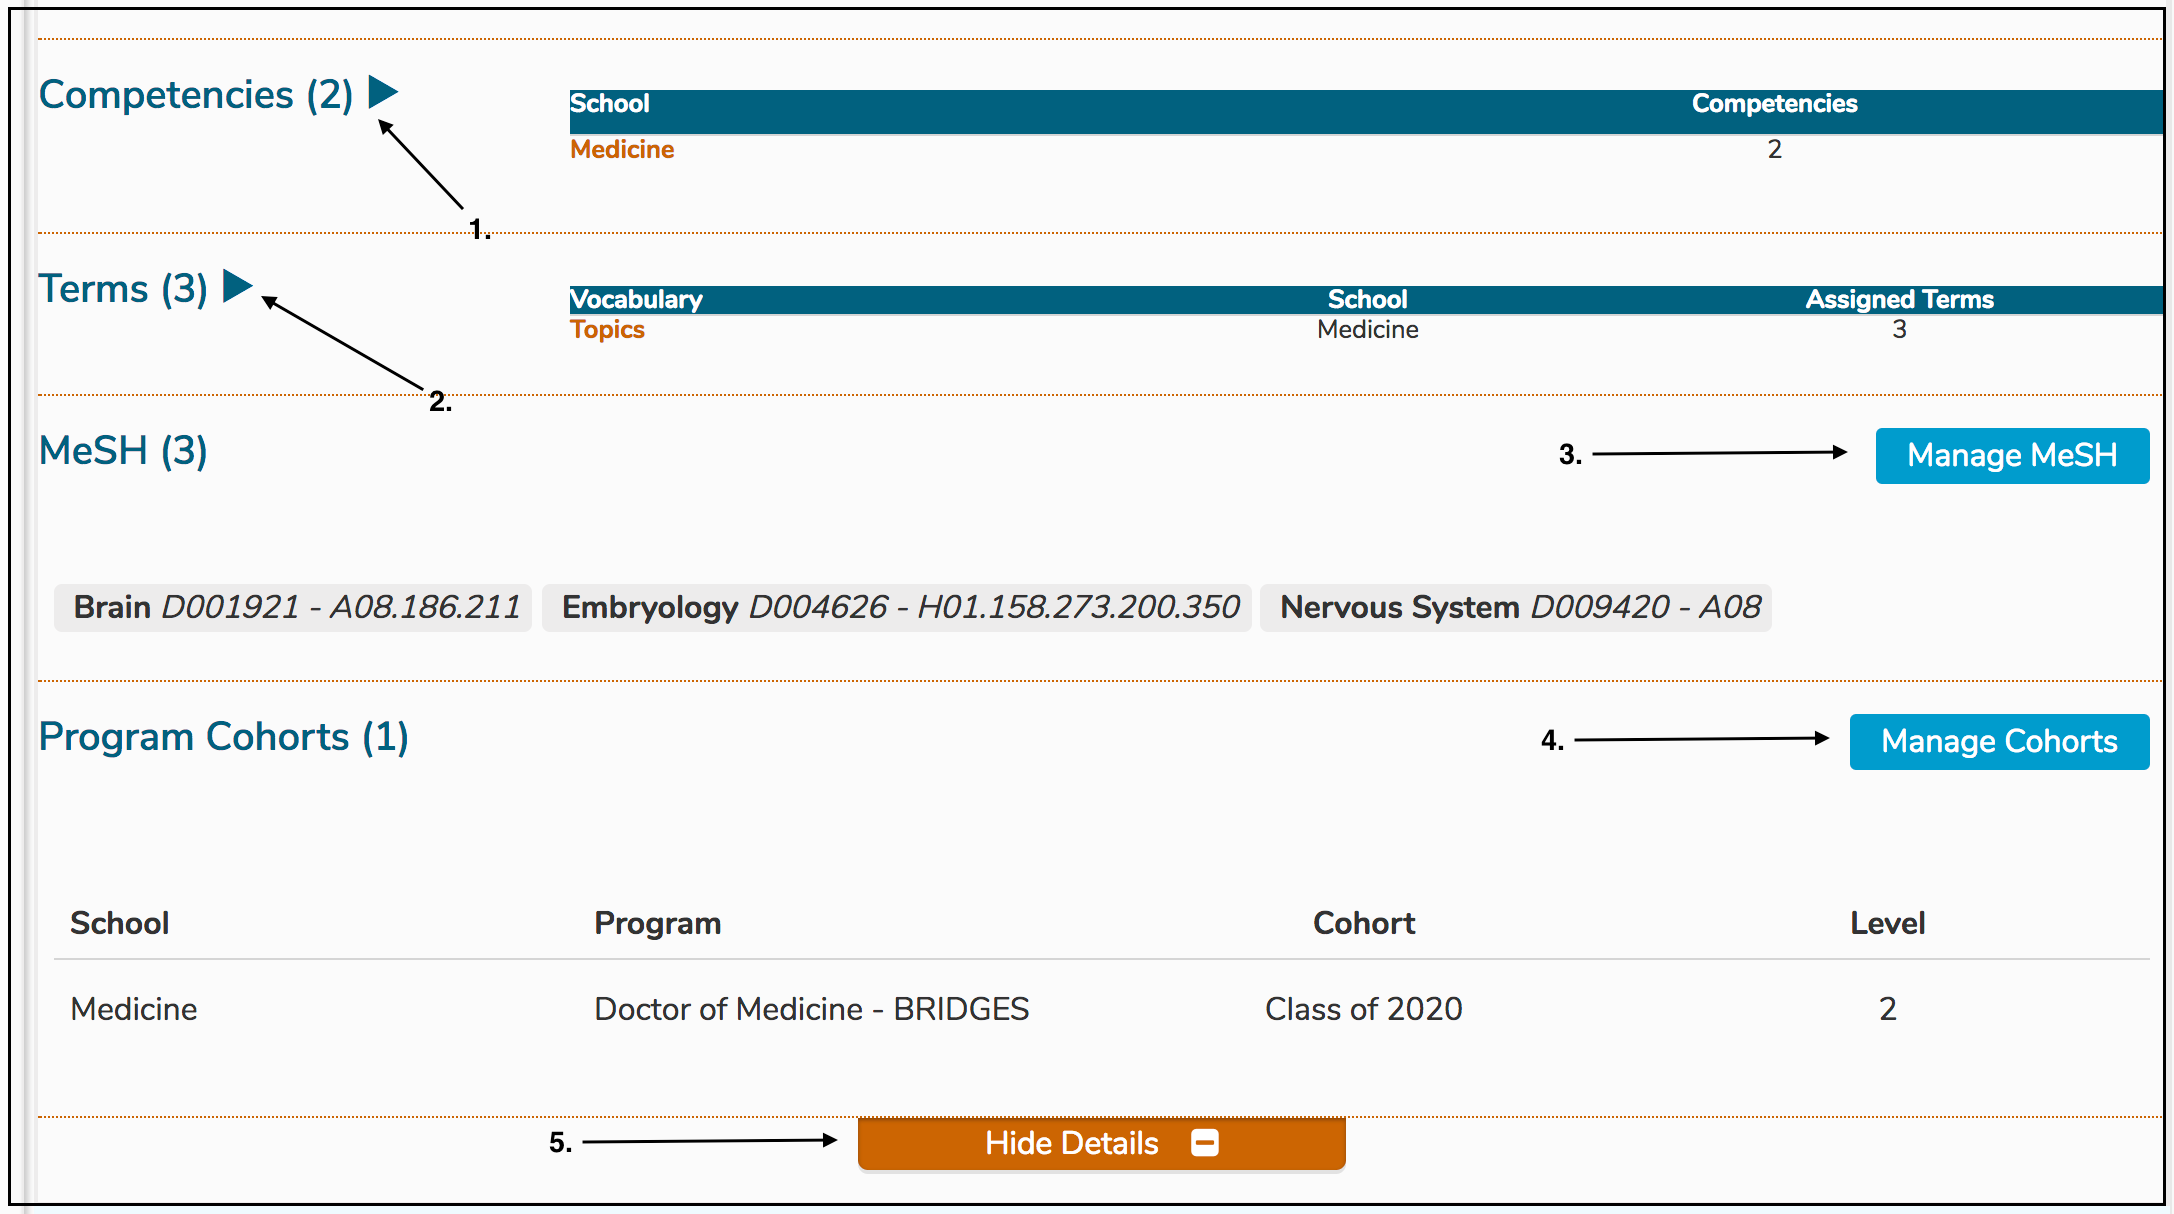 Competencies (2)
School Competencies
Medicine 2
1.
Terms (3)
Vocabulary School Assigned Terms
Topics Medicine 3
2.
MeSH (3)
3. Manage MeSH
Brain D001921 - A08.186.211 Embryology D004626 - H01.158.273.200.350 Nervous System D009420 - A08
Program Cohorts (1)
4. Manage Cohorts
School Program Cohort Level
Medicine Doctor of Medicine - BRIDGES Class of 2020 2
5. Hide Details